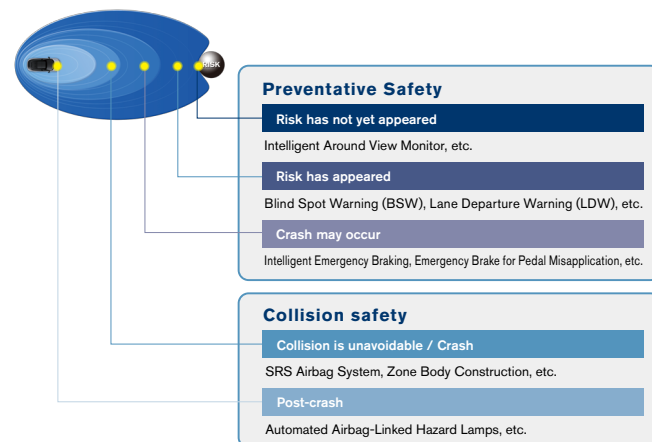 RISK
Preventative Safety
Risk has not yet appeared
Intelligent Around View Monitor, etc.
Risk has appeared
Blind Spot Warning (BSW), Lane Departure Warning (LDW), etc.
Crash may occur
Intelligent Emergency Braking, Emergency Brake for Pedal Misapplication, etc.
Collision safety
Collision is unavoidable / Crash
SRS Airbag System, Zone Body Construction, etc.
Post-crash
Automated Airbag-Linked Hazard Lamps, etc.